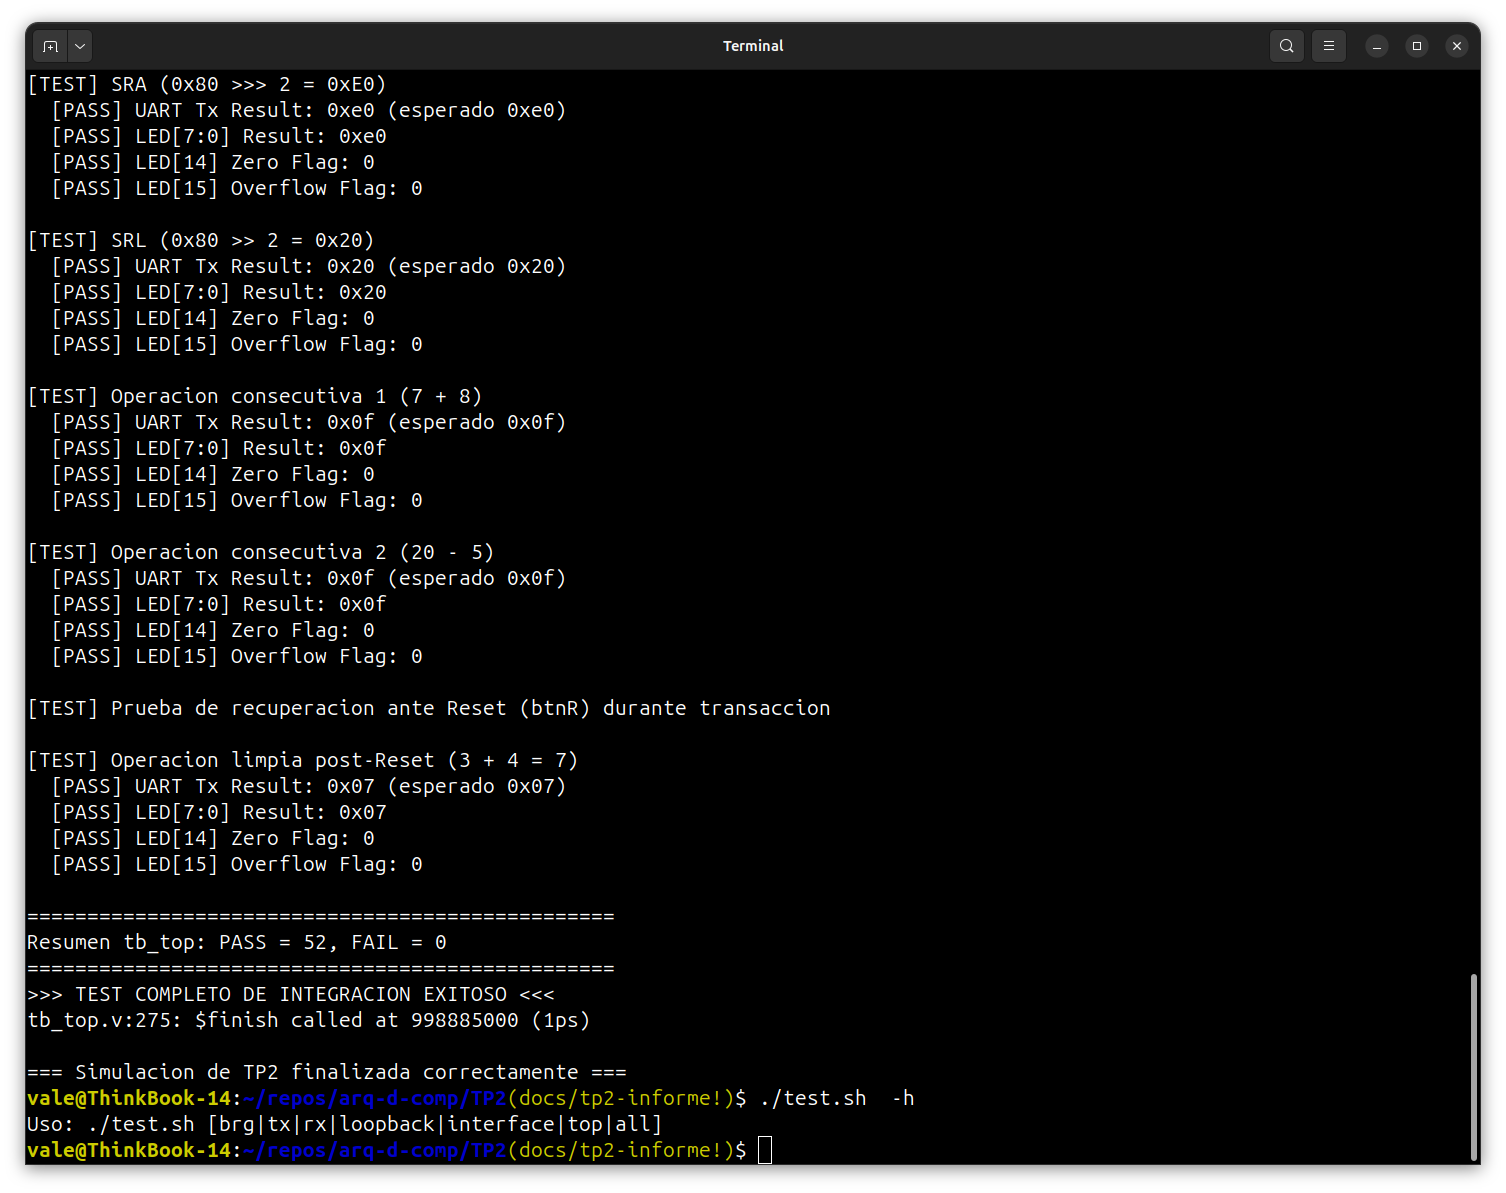 Terminal
[TEST] SRA (0x80 >>> 2 = 0xE0)
  [PASS] UART Tx Result: 0xe0 (esperado 0xe0)
  [PASS] LED[7:0] Result: 0xe0
  [PASS] LED[14] Zero Flag: 0
  [PASS] LED[15] Overflow Flag: 0

[TEST] SRL (0x80 >> 2 = 0x20)
  [PASS] UART Tx Result: 0x20 (esperado 0x20)
  [PASS] LED[7:0] Result: 0x20
  [PASS] LED[14] Zero Flag: 0
  [PASS] LED[15] Overflow Flag: 0

[TEST] Operacion consecutiva 1 (7 + 8)
  [PASS] UART Tx Result: 0x0f (esperado 0x0f)
  [PASS] LED[7:0] Result: 0x0f
  [PASS] LED[14] Zero Flag: 0
  [PASS] LED[15] Overflow Flag: 0

[TEST] Operacion consecutiva 2 (20 - 5)
  [PASS] UART Tx Result: 0x0f (esperado 0x0f)
  [PASS] LED[7:0] Result: 0x0f
  [PASS] LED[14] Zero Flag: 0
  [PASS] LED[15] Overflow Flag: 0

[TEST] Prueba de recuperacion ante Reset (btnR) durante transaccion

[TEST] Operacion limpia post-Reset (3 + 4 = 7)
  [PASS] UART Tx Result: 0x07 (esperado 0x07)
  [PASS] LED[7:0] Result: 0x07
  [PASS] LED[14] Zero Flag: 0
  [PASS] LED[15] Overflow Flag: 0

=================================================
Resumen tb_top: PASS = 52, FAIL = 0
=================================================
>>> TEST COMPLETO DE INTEGRACION EXITOSO <<<
tb_top.v:275: $finish called at 998885000 (1ps)

=== Simulacion de TP2 finalizada correctamente ===
vale@ThinkBook-14:~/repos/arq-d-comp/TP2(docs/tp2-informe!)$ ./test.sh  -h
Uso: ./test.sh [brg|tx|rx|loopback|interface|top|all]
vale@ThinkBook-14:~/repos/arq-d-comp/TP2(docs/tp2-informe!)$